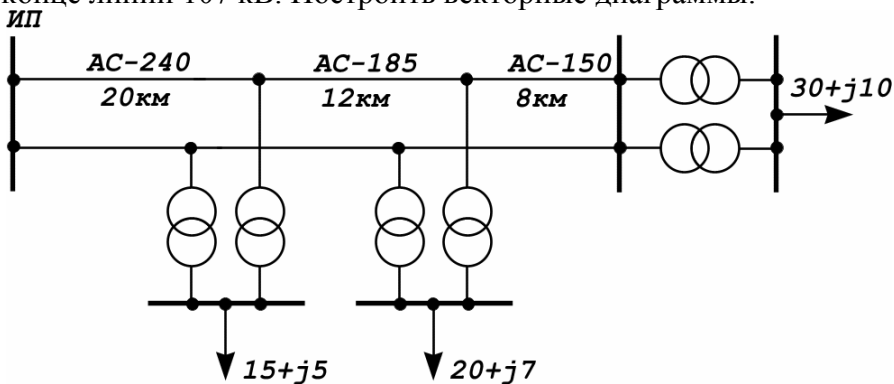 конце линии 107 кВ. Построить векторные диаграммы.
ИП
АС-240 АС-185 АС-150
20км 12км 8км
30+j10
15+j5 20+j7